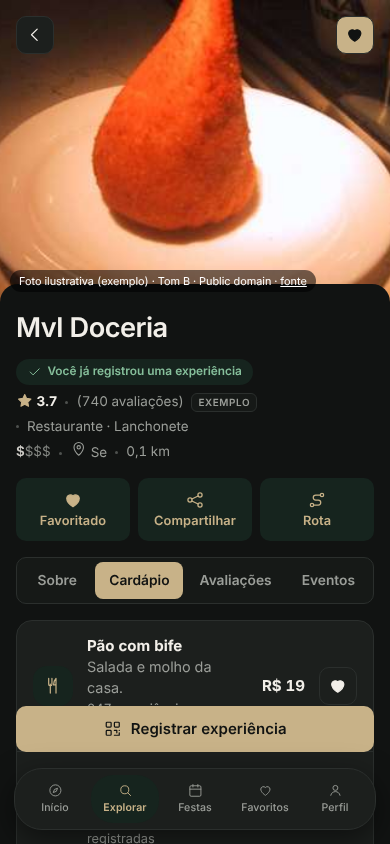 Foto ilustrativa (exemplo) · Tom B · Public domain · fonte
Mvl Doceria
Você já registrou uma experiência
3.7 · (740 avaliações) EXEMPLO
· Restaurante · Lanchonete
$$$$ · Se · 0,1 km
Favoritado
Compartilhar
Rota
Sobre
Cardápio
Avaliações
Eventos
Pão com bife
Salada e molho da
casa.
R$ 19
Registrar experiência
Início
Explorar
Festas
Favoritos
Perfil
registradas